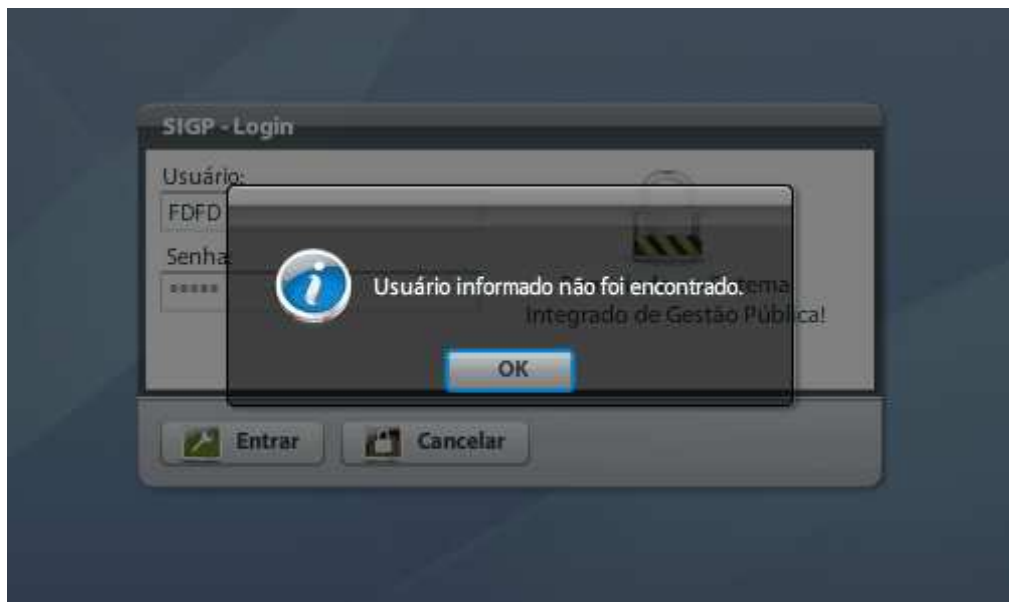 SIGP - Login
Usuário:
FDFD
Senha:
*****
Usuário informado não foi encontrado.
Integrado de Gestão Pública!
OK
Entrar
Cancelar